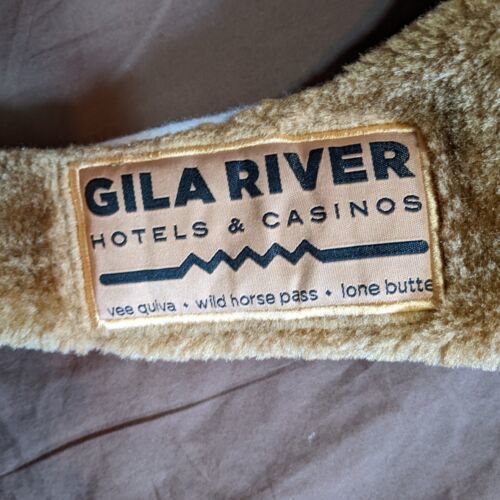 GILA RIVER
HOTELS & CASINOS
vee quiva • wild horse pass • lone butte